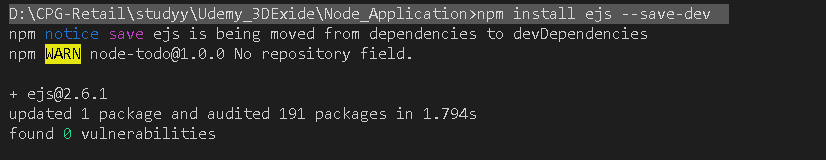 D:\CPG-Retail\studyy\Udemy_3DExide\Node_Application>npm install ejs --save-dev
npm notice save ejs is being moved from dependencies to devDependencies
npm WARN node-todo@1.0.0 No repository field.
+ ejs@2.6.1
updated 1 package and audited 191 packages in 1.794s
found 0 vulnerabilities